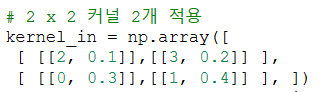 # 2 x 2 커널 2개 적용
kernel_in = np.array([
[ [[2, 0.1]],[[3, 0.2]] ],
[ [[0, 0.3]],[[1, 0.4]] ], ])